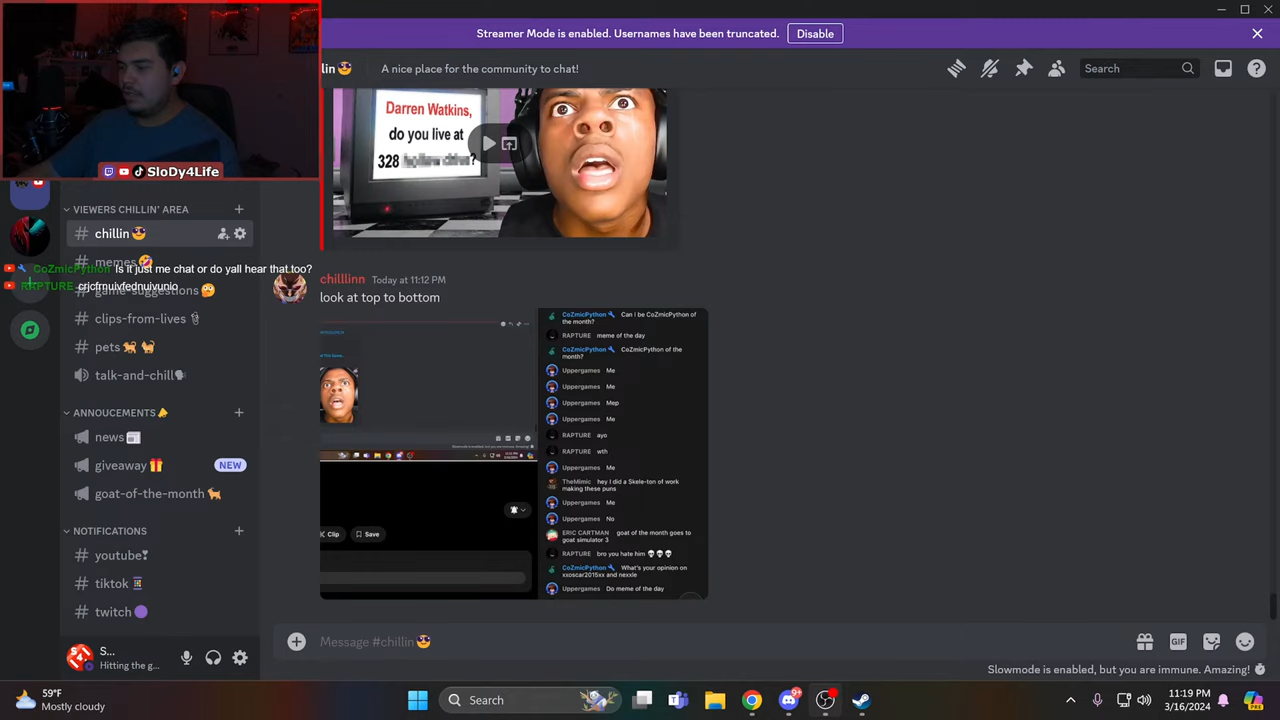 Streamer Mode is enabled. Usernames have been truncated.
Disable
lin
A nice place for the community to chat!
Search
Darren Watkins,
do you live at
328
SloDy4Life
VIEWERS CHILLIN' AREA
chillin
memes
CoZmicPython Is it just me chat or do yall hear that too?
RAPTURE crjcfrnuivfednuivunio
game-suggestions
clips-from-lives
pets
talk-and-chill
ANNOUCEMENTS
news
giveaway
NEW
goat-of-the-month
NOTIFICATIONS
youtube
tiktok
twitch
S...
Hitting the g...
chilllinn Today at 11:12 PM
look at top to bottom
CoZmicPython Can I be CoZmicPython of
the month?
RAPTURE meme of the day
CoZmicPython CoZmicPython of the
month?
Uppergames Me
Uppergames Me
Uppergames Mep
Uppergames Me
RAPTURE ayo
RAPTURE wth
Uppergames Me
TheMimic hey I did a Skele-ton of work
making these puns
Uppergames Me
Uppergames No
ERIC CARTMAN goat of the month goes to
goat simulator 3
RAPTURE bro you hate him
CoZmicPython What's your opinion on
xxoscar2015xx and nexxle
Uppergames Do meme of the day
Clip
Save
Message #chillin
GIF
Slowmode is enabled, but you are immune. Amazing!
59°F
Mostly cloudy
Search
9+
11:19 PM
3/16/2024